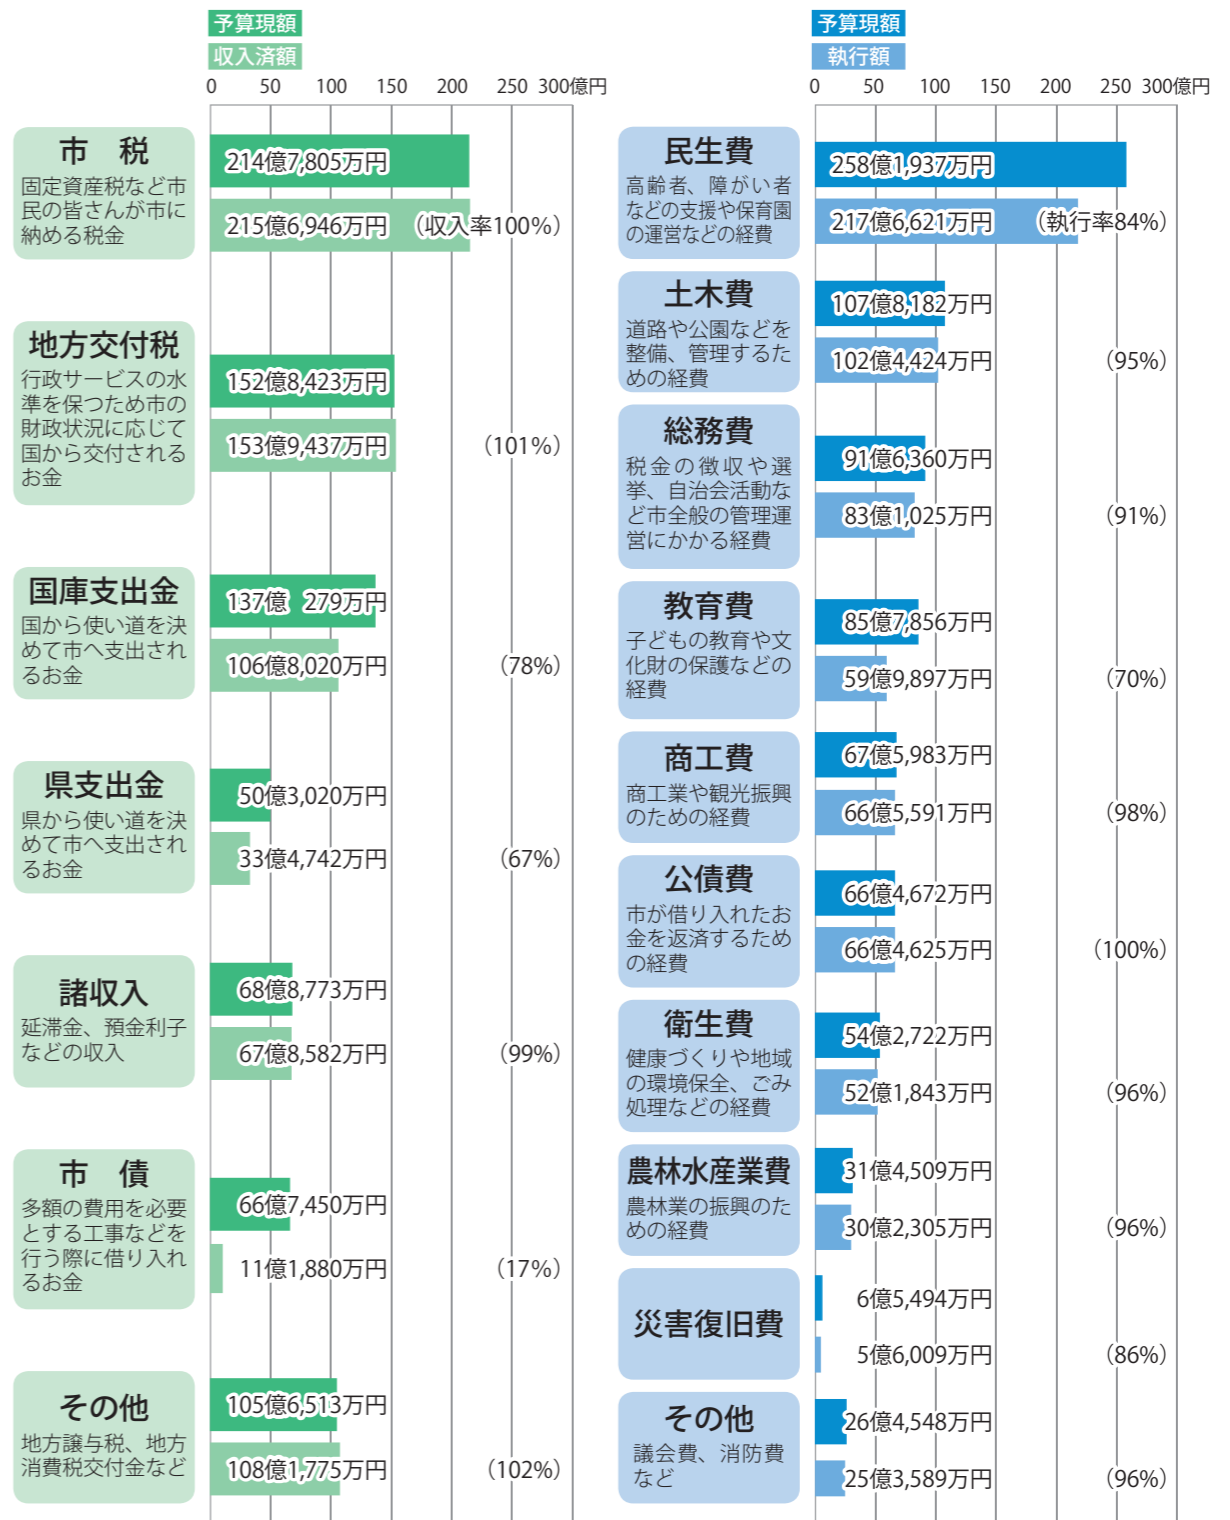 予算現額
収入済額
0 50 100 150 200 250 300億円
市　税
固定資産税など市
民の皆さんが市に
納める税金
214億7,805万円
215億6,946万円 （収入率100%）
地方交付税
行政サービスの水
準を保つため市の
財政状況に応じて
国から交付される
お金
152億8,423万円
153億9,437万円 （101%）
国庫支出金
国から使い道を決
めて市へ支出され
るお金
137億　279万円
106億8,020万円 （78%）
県支出金
県から使い道を決
めて市へ支出され
るお金
50億3,020万円
33億4,742万円 （67%）
諸収入
延滞金、預金利子
などの収入
68億8,773万円
67億8,582万円 （99%）
市　債
多額の費用を必要
とする工事などを
行う際に借り入れ
るお金
66億7,450万円
11億1,880万円 （17%）
その他
地方譲与税、地方
消費税交付金など
105億6,513万円
108億1,775万円 （102%）
予算現額
執行額
0 50 100 150 200 250 300億円
民生費
高齢者、障がい者
などの支援や保育園
の運営などの経費
258億1,937万円
217億6,621万円 （執行率84%）
土木費
道路や公園などを
整備、管理するた
めの経費
107億8,182万円
102億4,424万円 （95%）
総務費
税金の徴収や選
挙、自治会活動な
ど市全般の管理運
営にかかる経費
91億6,360万円
83億1,025万円 （91%）
教育費
子どもの教育や文
化財の保護などの
経費
85億7,856万円
59億9,897万円 （70%）
商工費
商工業や観光振興
のための経費
67億5,983万円
66億5,591万円 （98%）
公債費
市が借り入れたお
金を返済するため
の経費
66億4,672万円
66億4,625万円 （100%）
衛生費
健康づくりや地域
の環境保全、ごみ
処理などの経費
54億2,722万円
52億1,843万円 （96%）
農林水産業費
農林業の振興のた
めの経費
31億4,509万円
30億2,305万円 （96%）
災害復旧費
6億5,494万円
5億6,009万円 （86%）
その他
議会費、消防費
など
26億4,548万円
25億3,589万円 （96%）